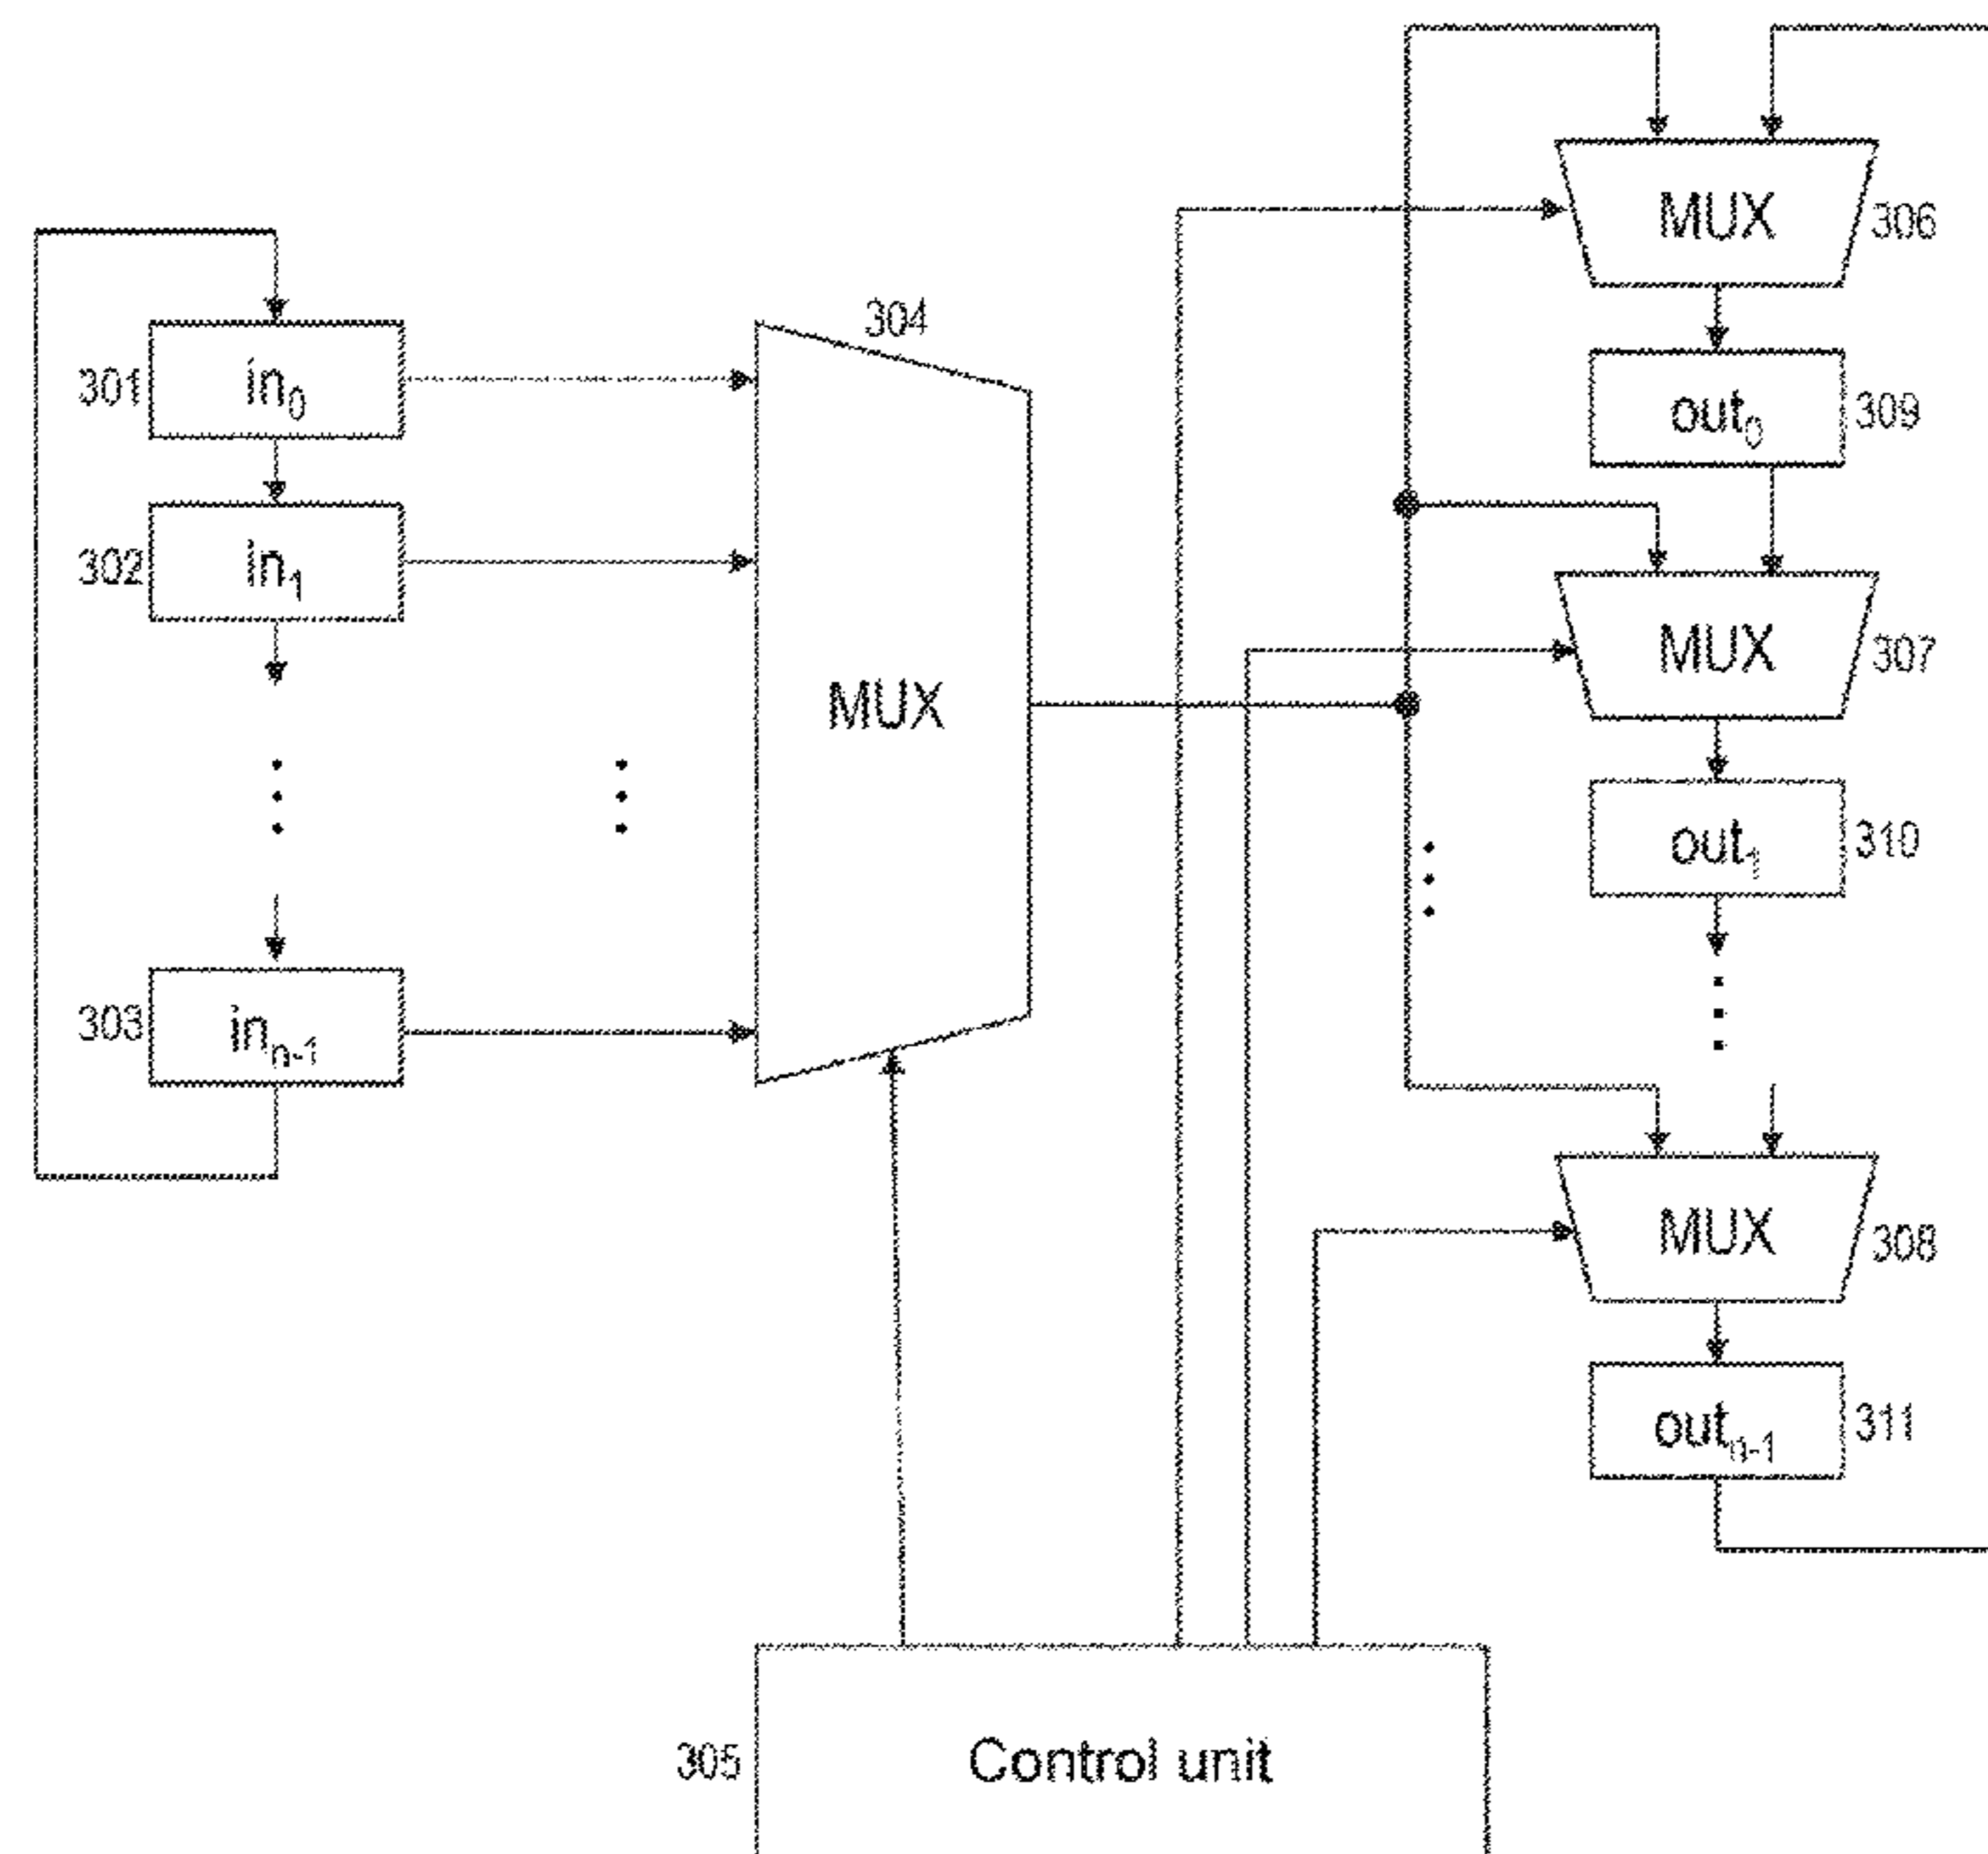 304
301
in0
302
in1
MUX
303
inn-1
MUX
306
out0
309
MUX
307
out1
310
MUX
308
outn-1
311
305
Control unit